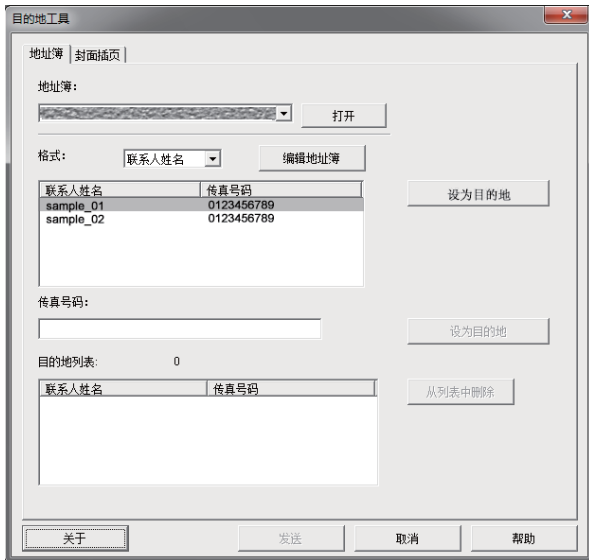 目的地工具
地址簿 封面插页
地址簿:
打开
格式: 联系人姓名 编辑地址簿
联系人姓名 传真号码 设为目的地
sample_01 0123456789
sample_02 0123456789
传真号码:
设为目的地
目的地列表: 0
联系人姓名 传真号码 从列表中刪除
关于 发送 取消 帮助